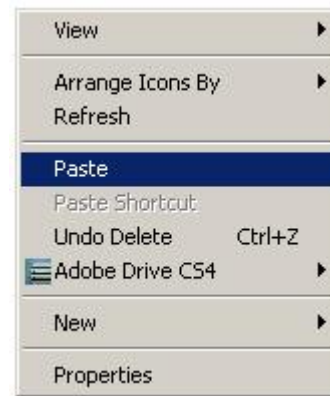 View
Arrange Icons By
Refresh
Paste
Paste Shortcut
Undo Delete Ctrl+Z
Adobe Drive CS4
New
Properties